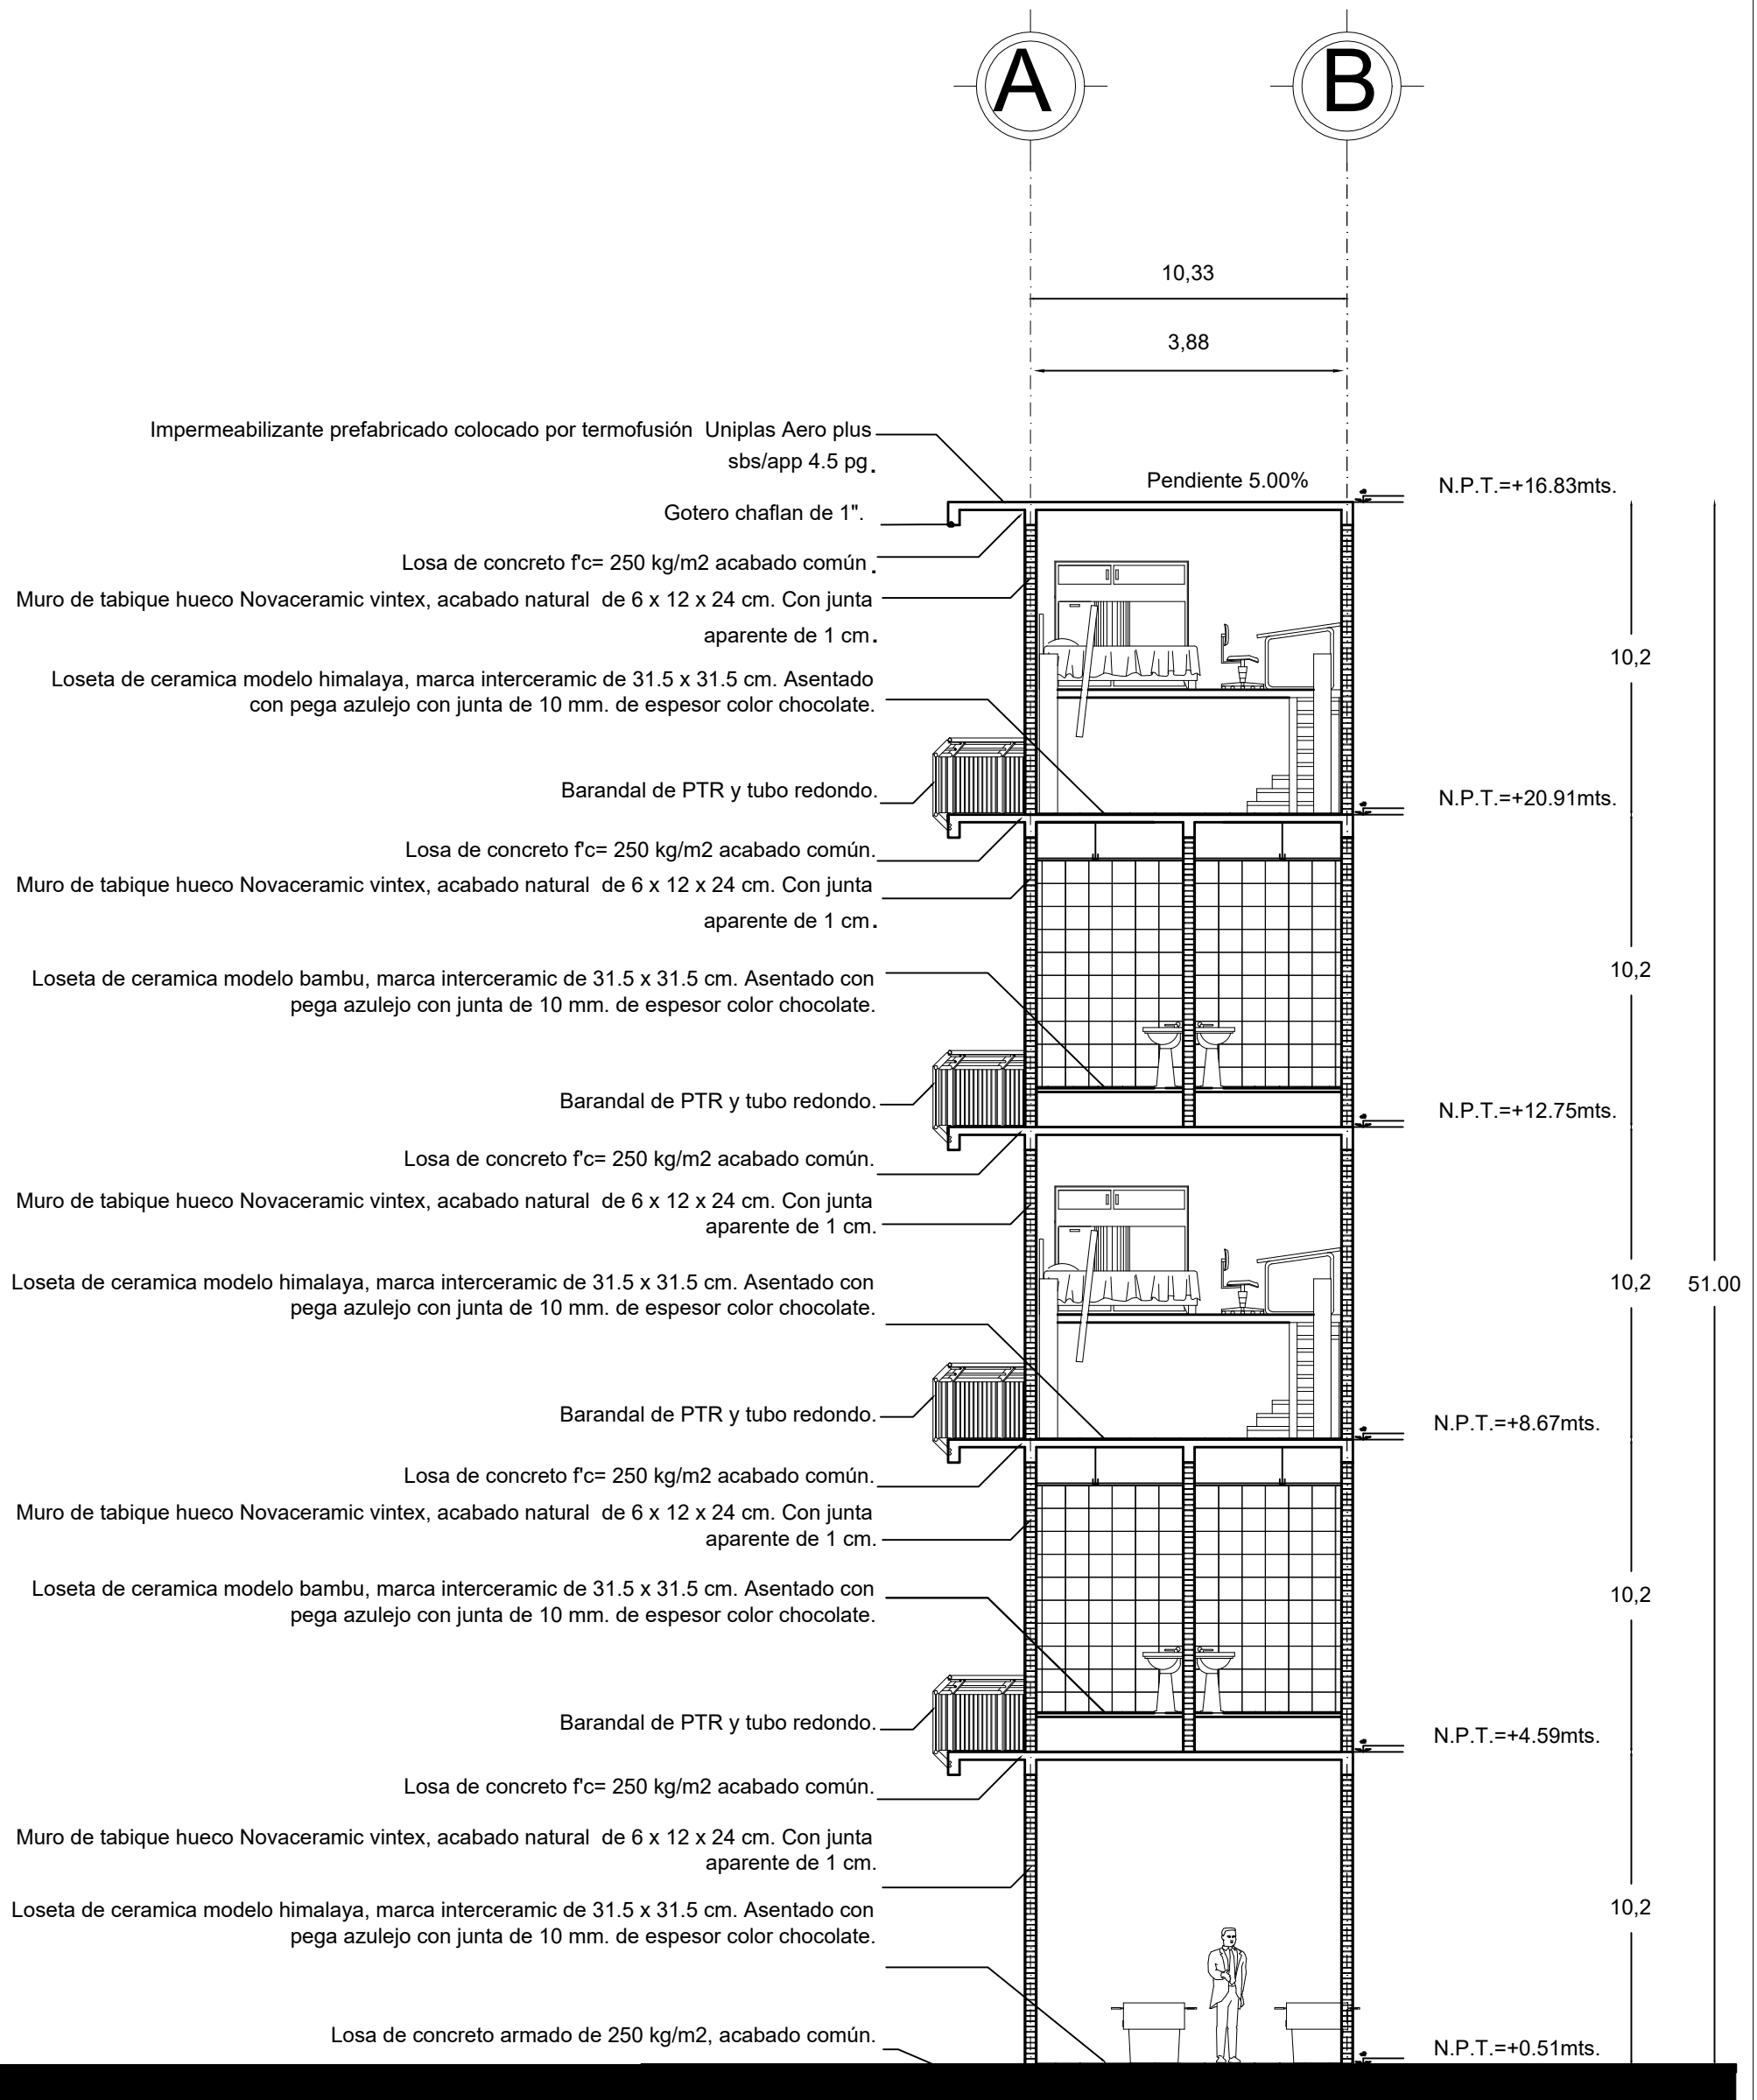 A
B
10,33
3,88
Impermeabilizante prefabricado colocado por termofusión Uniplas Aero plus
sbs/app 4.5 pg.
Pendiente 5.00%
N.P.T.=+16.83mts.
Gotero chaflan de 1".
Losa de concreto f'c= 250 kg/m2 acabado común.
Muro de tabique hueco Novaceramic vintex, acabado natural de 6 x 12 x 24 cm. Con junta
aparente de 1 cm.
10,2
Loseta de ceramica modelo himalaya, marca interceramic de 31.5 x 31.5 cm. Asentado
con pega azulejo con junta de 10 mm. de espesor color chocolate.
Barandal de PTR y tubo redondo.
N.P.T.=+20.91mts.
Losa de concreto f'c= 250 kg/m2 acabado común.
Muro de tabique hueco Novaceramic vintex, acabado natural de 6 x 12 x 24 cm. Con junta
aparente de 1 cm.
10,2
Loseta de ceramica modelo bambu, marca interceramic de 31.5 x 31.5 cm. Asentado con
pega azulejo con junta de 10 mm. de espesor color chocolate.
Barandal de PTR y tubo redondo.
N.P.T.=+12.75mts.
Losa de concreto f'c= 250 kg/m2 acabado común.
Muro de tabique hueco Novaceramic vintex, acabado natural de 6 x 12 x 24 cm. Con junta
aparente de 1 cm.
Loseta de ceramica modelo himalaya, marca interceramic de 31.5 x 31.5 cm. Asentado con
pega azulejo con junta de 10 mm. de espesor color chocolate.
10,2
51.00
Barandal de PTR y tubo redondo.
N.P.T.=+8.67mts.
Losa de concreto f'c= 250 kg/m2 acabado común.
Muro de tabique hueco Novaceramic vintex, acabado natural de 6 x 12 x 24 cm. Con junta
aparente de 1 cm.
Loseta de ceramica modelo bambu, marca interceramic de 31.5 x 31.5 cm. Asentado con
pega azulejo con junta de 10 mm. de espesor color chocolate.
10,2
Barandal de PTR y tubo redondo.
N.P.T.=+4.59mts.
Losa de concreto f'c= 250 kg/m2 acabado común.
Muro de tabique hueco Novaceramic vintex, acabado natural de 6 x 12 x 24 cm. Con junta
aparente de 1 cm.
Loseta de ceramica modelo himalaya, marca interceramic de 31.5 x 31.5 cm. Asentado con
pega azulejo con junta de 10 mm. de espesor color chocolate.
10,2
Losa de concreto armado de 250 kg/m2, acabado común.
N.P.T.=+0.51mts.